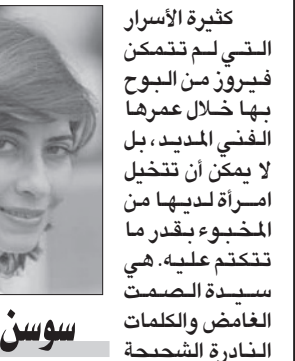 كثيرة الأسرار
التي لم تتمكن
فيروز من البوح
بها خلال عمرها
الفني المديد، بل
لا يمكن أن تتخيل
امرأة لديها من
المخبوء بقدر ما
تتكتم عليه. هي
سيدة الصمت
الغامض والكلمات
النادرة الشحيحة
سوسن